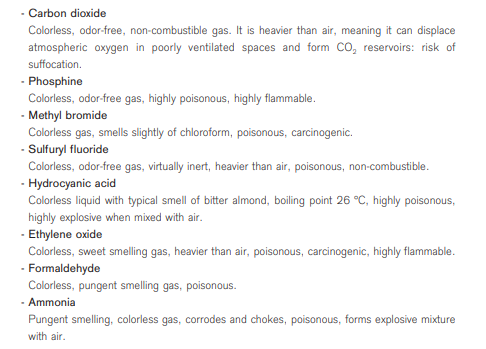 - Carbon dioxide
Colorless, odor-free, non-combustible gas. It is heavier than air, meaning it can displace
atmospheric oxygen in poorly ventilated spaces and form CO₂ reservoirs: risk of
suffocation.
- Phosphine
Colorless, odor-free gas, highly poisonous, highly flammable.
- Methyl bromide
Colorless gas, smells slightly of chloroform, poisonous, carcinogenic.
- Sulfuryl fluoride
Colorless, odor-free gas, virtually inert, heavier than air, poisonous, non-combustible.
- Hydrocyanic acid
Colorless liquid with typical smell of bitter almond, boiling point 26 °C, highly poisonous,
highly explosive when mixed with air.
- Ethylene oxide
Colorless, sweet smelling gas, heavier than air, poisonous, carcinogenic, highly flammable.
- Formaldehyde
Colorless, pungent smelling gas, poisonous.
- Ammonia
Pungent smelling, colorless gas, corrodes and chokes, poisonous, forms explosive mixture
with air.